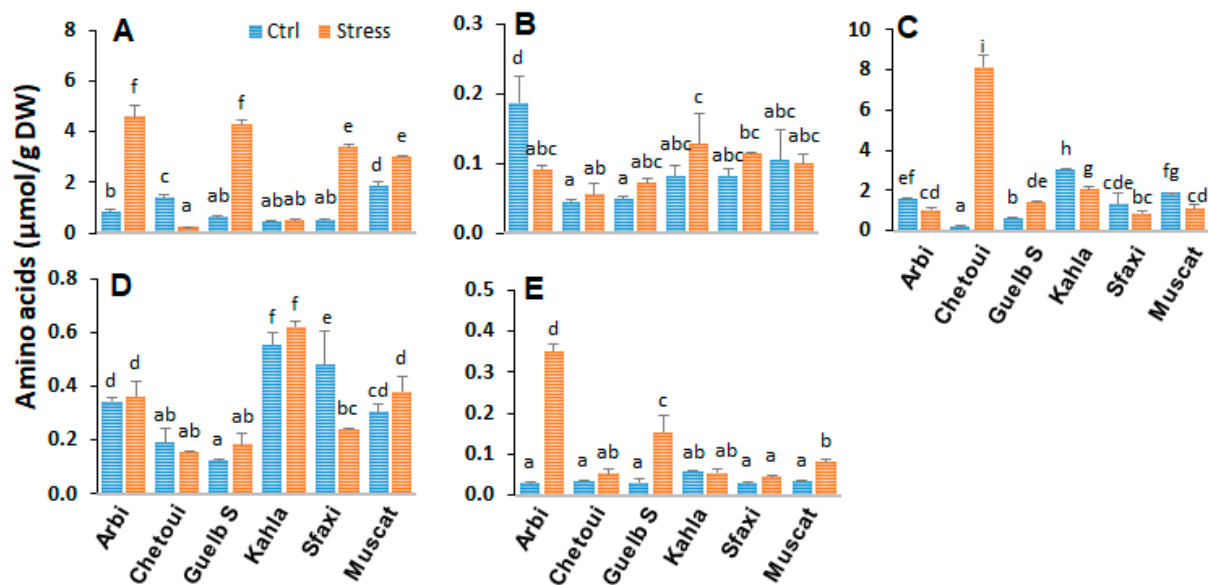 A
Ctrl
Stress
8
6
4
2
0
b
f
c
a
ab
f
ab
ab
ab
e
d
e
B
0.3
0.2
0.1
0.0
d
abc
a
ab
a
abc
abc
c
abc
bc
abc
abc
C
10
8
6
4
2
0
ef
cd
a
i
b
de
h
g
cde
bc
fg
cd
Arbi
Chetoui
Guelb S
Kahla
Sfaxi
Muscat
Amino acids (µmol/g DW)
D
0.8
0.6
0.4
0.2
0.0
d
d
ab
ab
a
ab
f
f
e
bc
cd
d
Arbi
Chetoui
Guelb S
Kahla
Sfaxi
Muscat
E
0.5
0.4
0.3
0.2
0.1
0.0
a
d
a
ab
a
c
ab
ab
a
a
a
b
Arbi
Chetoui
Guelb S
Kahla
Sfaxi
Muscat